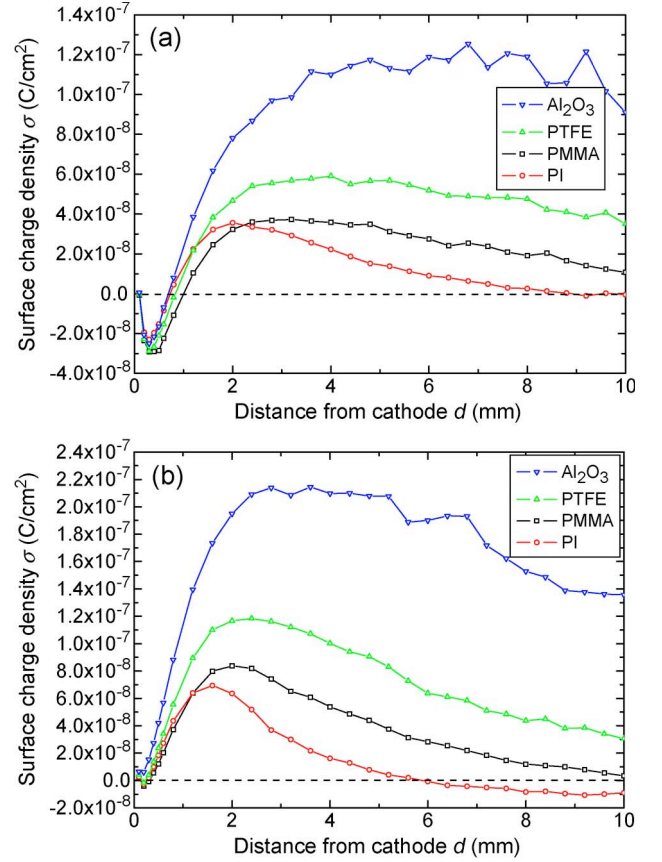 (a)
1.4x10⁻⁷
1.2x10⁻⁷
1.0x10⁻⁷
8.0x10⁻⁸
6.0x10⁻⁸
4.0x10⁻⁸
2.0x10⁻⁸
0.0
-2.0x10⁻⁸
-4.0x10⁻⁸
Surface charge density σ (C/cm²)
Al₂O₃
PTFE
PMMA
PI
0 2 4 6 8 10
Distance from cathode d (mm)
(b)
2.4x10⁻⁷
2.2x10⁻⁷
2.0x10⁻⁷
1.8x10⁻⁷
1.6x10⁻⁷
1.4x10⁻⁷
1.2x10⁻⁷
1.0x10⁻⁷
8.0x10⁻⁸
6.0x10⁻⁸
4.0x10⁻⁸
2.0x10⁻⁸
0.0
-2.0x10⁻⁸
Surface charge density σ (C/cm²)
Al₂O₃
PTFE
PMMA
PI
0 2 4 6 8 10
Distance from cathode d (mm)